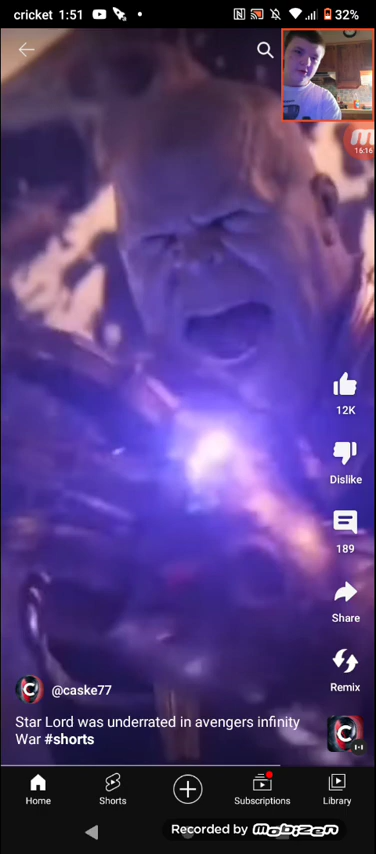 cricket 1:51
32%
16:16
12K
Dislike
189
Share
Remix
@caske77
Star Lord was underrated in avengers infinity
War #shorts
Home
Shorts
Subscriptions
Library
Recorded by MOBIZEN